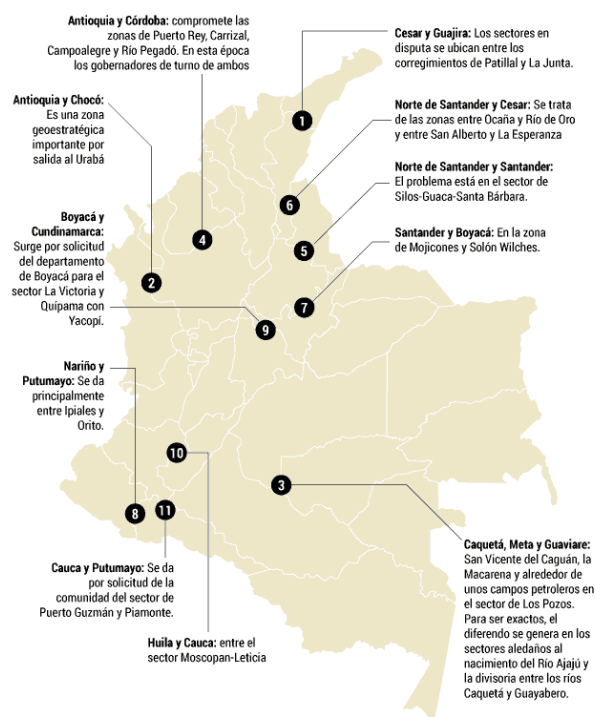 Antioquia y Córdoba: compromete las
zonas de Puerto Rey, Carrizal,
Campoalegre y Río Pegadó. En esta época
los gobernadores de turno de ambos
Cesar y Guajira: Los sectores en
disputa se ubican entre los
corregimientos de Patillal y La Junta.
Antioquia y Chocó:
Es una zona
geoestratégica
importante por
salida al Urabá
Norte de Santander y Cesar: Se trata
de las zonas entre Ocaña y Río de Oro
y entre San Alberto y La Esperanza
Norte de Santander y Santander:
El problema está en el sector de
Silos-Guaca-Santa Bárbara.
Boyacá y
Cundinamarca:
Surge por solicitud
del departamento
de Boyacá para el
sector La Victoria y
Quípama con
Yacopí.
Santander y Boyacá: En la zona
de Mojicones y Solón Wilches.
1
6
4
5
2
7
9
Nariño y
Putumayo: Se da
principalmente
entre Ipiales y
Orito.
10
3
8
11
Cauca y Putumayo: Se da
por solicitud de la
comunidad del sector de
Puerto Guzmán y Piamonte.
Huila y Cauca: entre el
sector Moscopan-Leticia
Caquetá, Meta y Guaviare:
San Vicente del Caguán, la
Macarena y alrededor de
unos campos petroleros en
el sector de Los Pozos.
Para ser exactos, el
diferendo se genera en los
sectores aledaños al
nacimiento del Río Ajajú y
la divisoria entre los ríos
Caquetá y Guayabero.